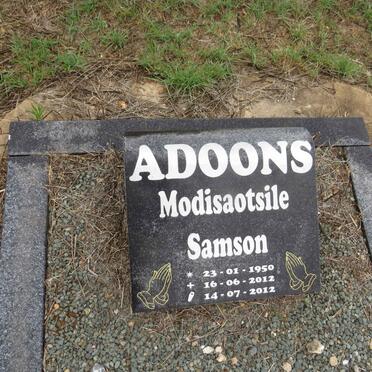 ADOONS
Modisaotsile
Samson
* 23 - 01 - 1950
+ 16 - 06 - 2012
14 - 07 - 2012